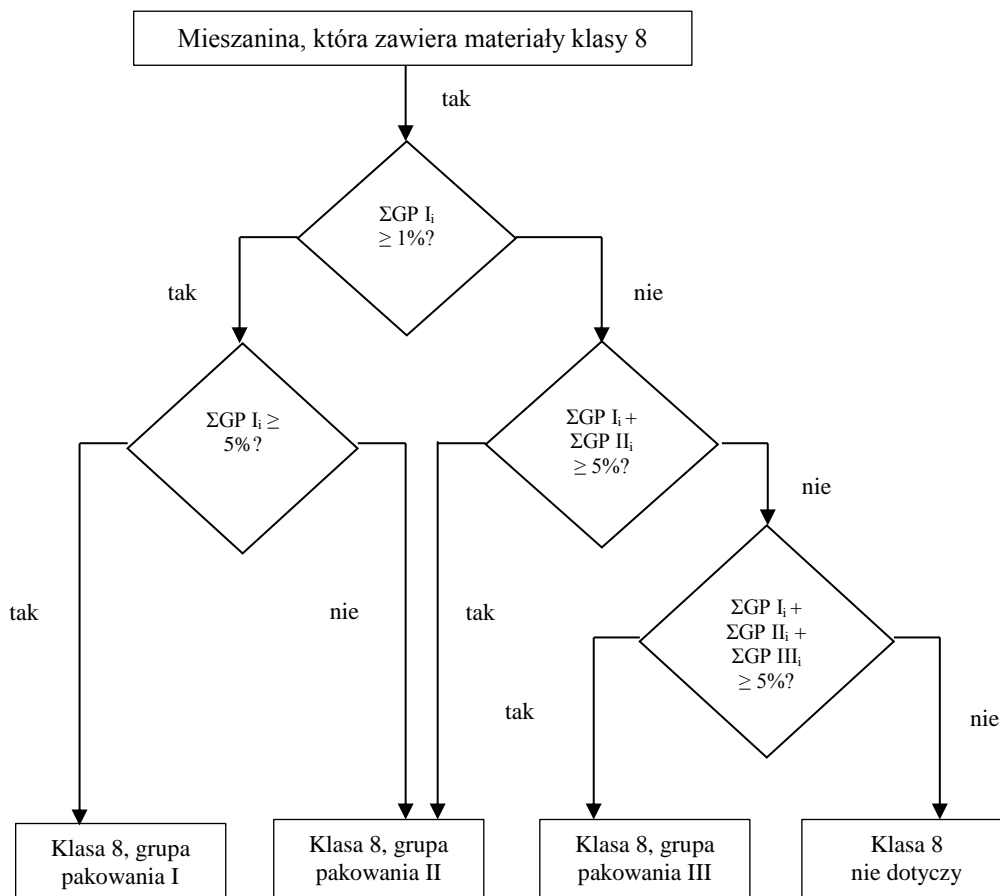 Mieszanina, która zawiera materiały klasy 8
tak
ΣGP Iᵢ
≥ 1%?
tak
nie
ΣGP Iᵢ ≥
5%?
ΣGP Iᵢ +
ΣGP IIᵢ
≥ 5%?
nie
tak
nie
tak
ΣGP Iᵢ +
ΣGP IIᵢ +
ΣGP IIIᵢ
≥ 5%?
tak
nie
Klasa 8, grupa
pakowania I
Klasa 8, grupa
pakowania II
Klasa 8, grupa
pakowania III
Klasa 8
nie dotyczy